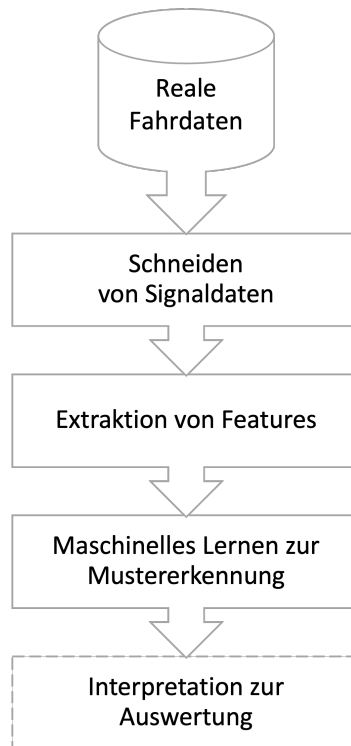 Reale
Fahrdaten
Schneiden
von Signaldaten
Extraktion von Features
Maschinelles Lernen zur
Mustererkennung
Interpretation zur
Auswertung